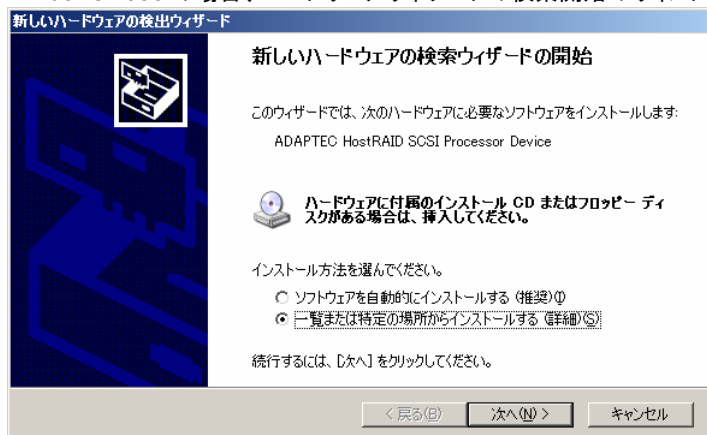 新しいハードウェアの検出ウィザード
新しいハードウェアの検索ウィザードの開始
このウィザードでは、次のハードウェアに必要なソフトウェアをインストールします:
ADAPTEC HostRAID SCSI Processor Device
ハードウェアに付属のインストール CD またはフロッピー ディ
スクがある場合は、挿入してください。
インストール方法を選んでください。
ソフトウェアを自動的にインストールする (推奨)(I)
一覧または特定の場所からインストールする (詳細)(S)
続行するには、[次へ] をクリックしてください。
< 戻る(B)
次へ(N) >
キャンセル